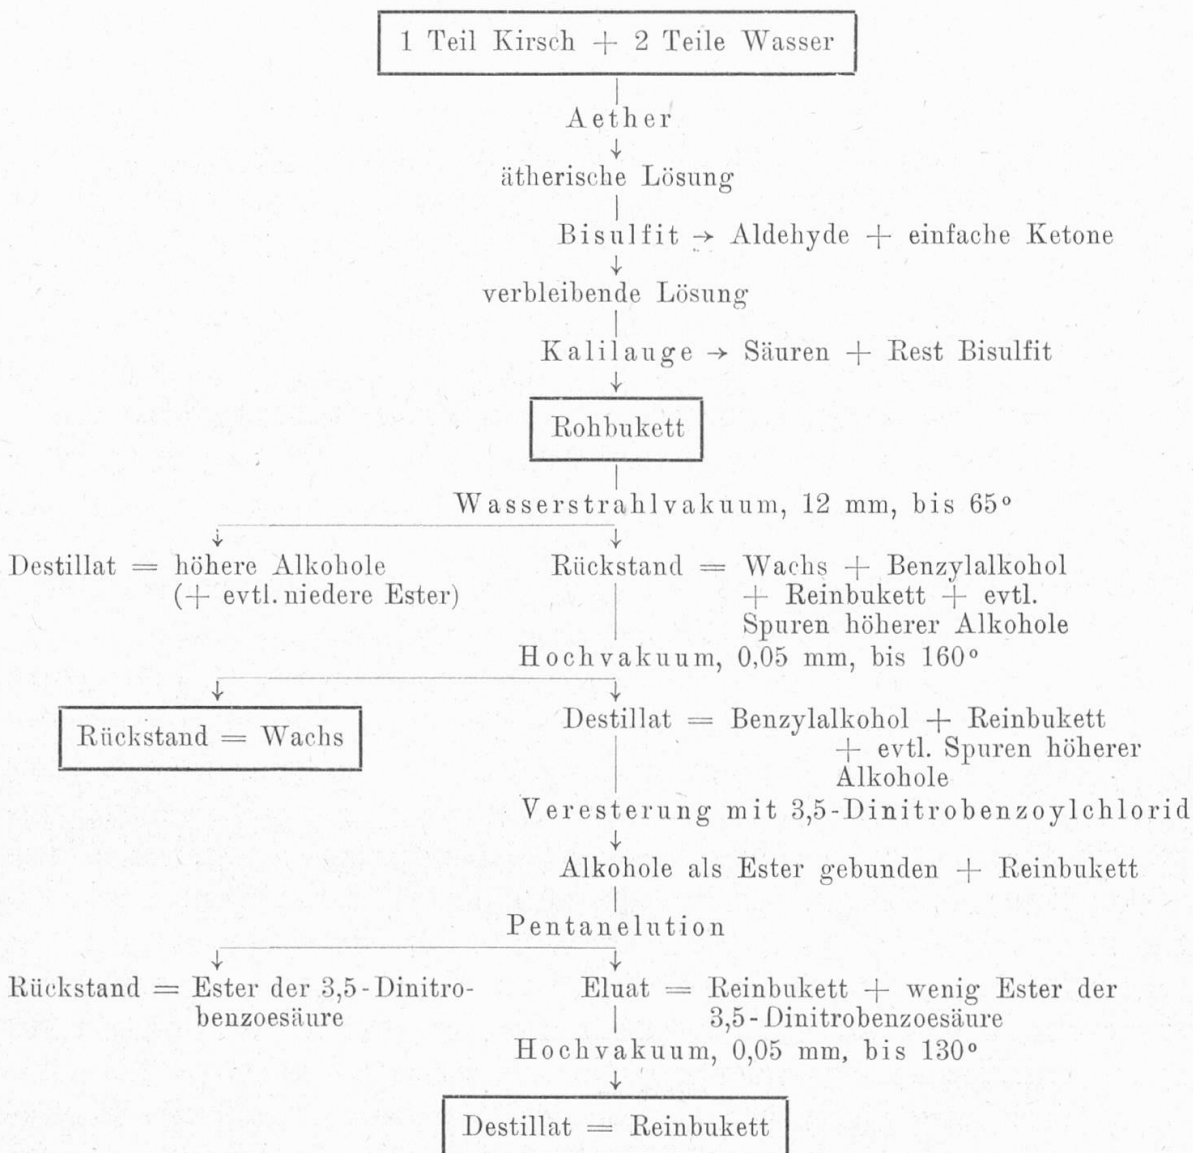 1 Teil Kirsch + 2 Teile Wasser
Aether
↓
ätherische Lösung
Bisulfit → Aldehyde + einfache Ketone
↓
verbleibende Lösung
Kalilauge → Säuren + Rest Bisulfit
↓
Rohbukett
Wasserstrahlvakuum, 12 mm, bis 65°
↓ ↓
Destillat = höhere Alkohole
(+ evtl. niedere Ester)
Rückstand = Wachs + Benzylalkohol
+ Reinbukett + evtl.
Spuren höherer Alkohole
Hochvakuum, 0,05 mm, bis 160°
↓ ↓
Rückstand = Wachs
Destillat = Benzylalkohol + Reinbukett
+ evtl. Spuren höherer
Alkohole
Veresterung mit 3,5-Dinitrobenzoylchlorid
↓
Alkohole als Ester gebunden + Reinbukett
Pentanelution
↓ ↓
Rückstand = Ester der 3,5-Dinitro-
benzoesäure
Eluat = Reinbukett + wenig Ester der
3,5-Dinitrobenzoesäure
Hochvakuum, 0,05 mm, bis 130°
↓
Destillat = Reinbukett